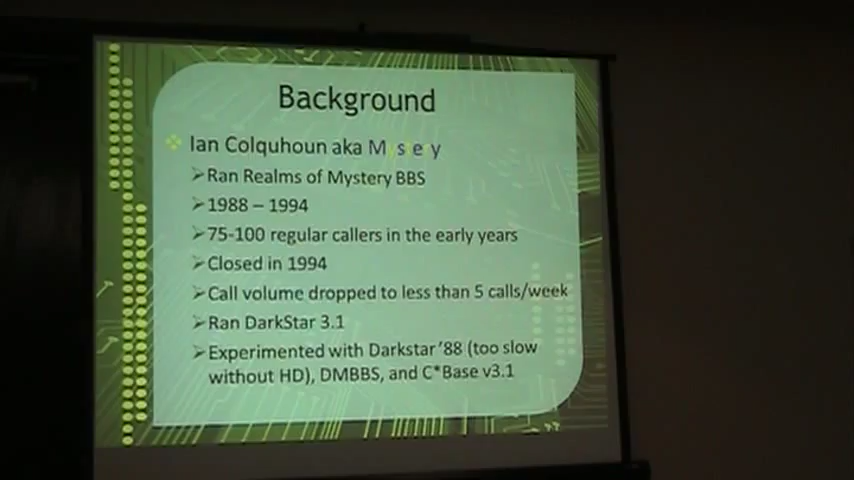 Background
Ian Colquhoun aka Mystery
Ran Realms of Mystery BBS
1988 – 1994
75-100 regular callers in the early years
Closed in 1994
Call volume dropped to less than 5 calls/week
Ran DarkStar 3.1
Experimented with Darkstar '88 (too slow
without HD), DMBBS, and C*Base v3.1